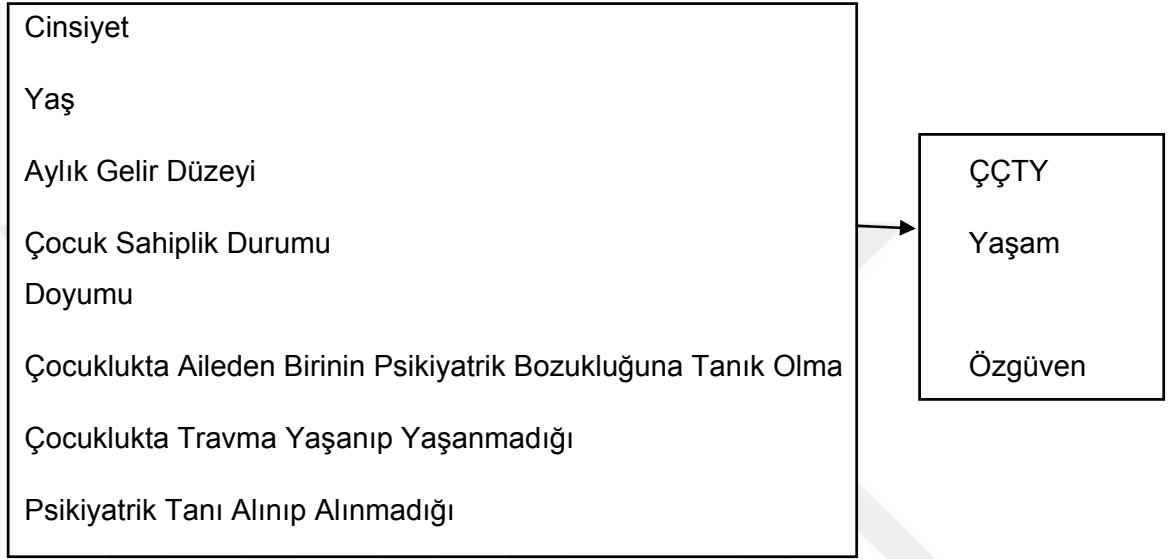 Cinsiyet
Yaş
Aylık Gelir Düzeyi
Çocuk Sahiplik Durumu
Doyumu
Çocuklukta Aileden Birinin Psikiyatrik Bozukluğuna Tanık Olma
Çocuklukta Travma Yaşanıp Yaşanmadığı
Psikiyatrik Tanı Alınıp Alınmadığı
ÇÇTY
Yaşam
Özgüven